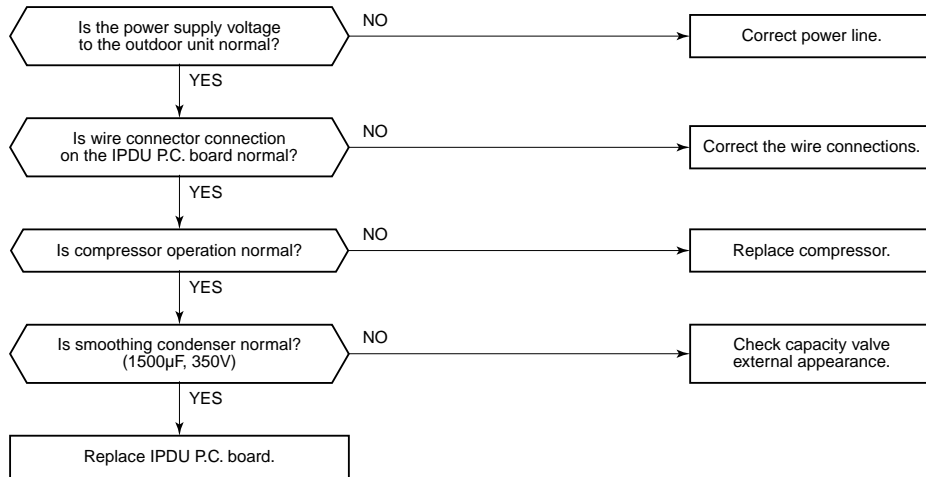 Is the power supply voltage
to the outdoor unit normal?
NO
Correct power line.
YES
Is wire connector connection
on the IPDU P.C. board normal?
NO
Correct the wire connections.
YES
Is compressor operation normal?
NO
Replace compressor.
YES
Is smoothing condenser normal?
(1500µF, 350V)
NO
Check capacity valve
external appearance.
YES
Replace IPDU P.C. board.